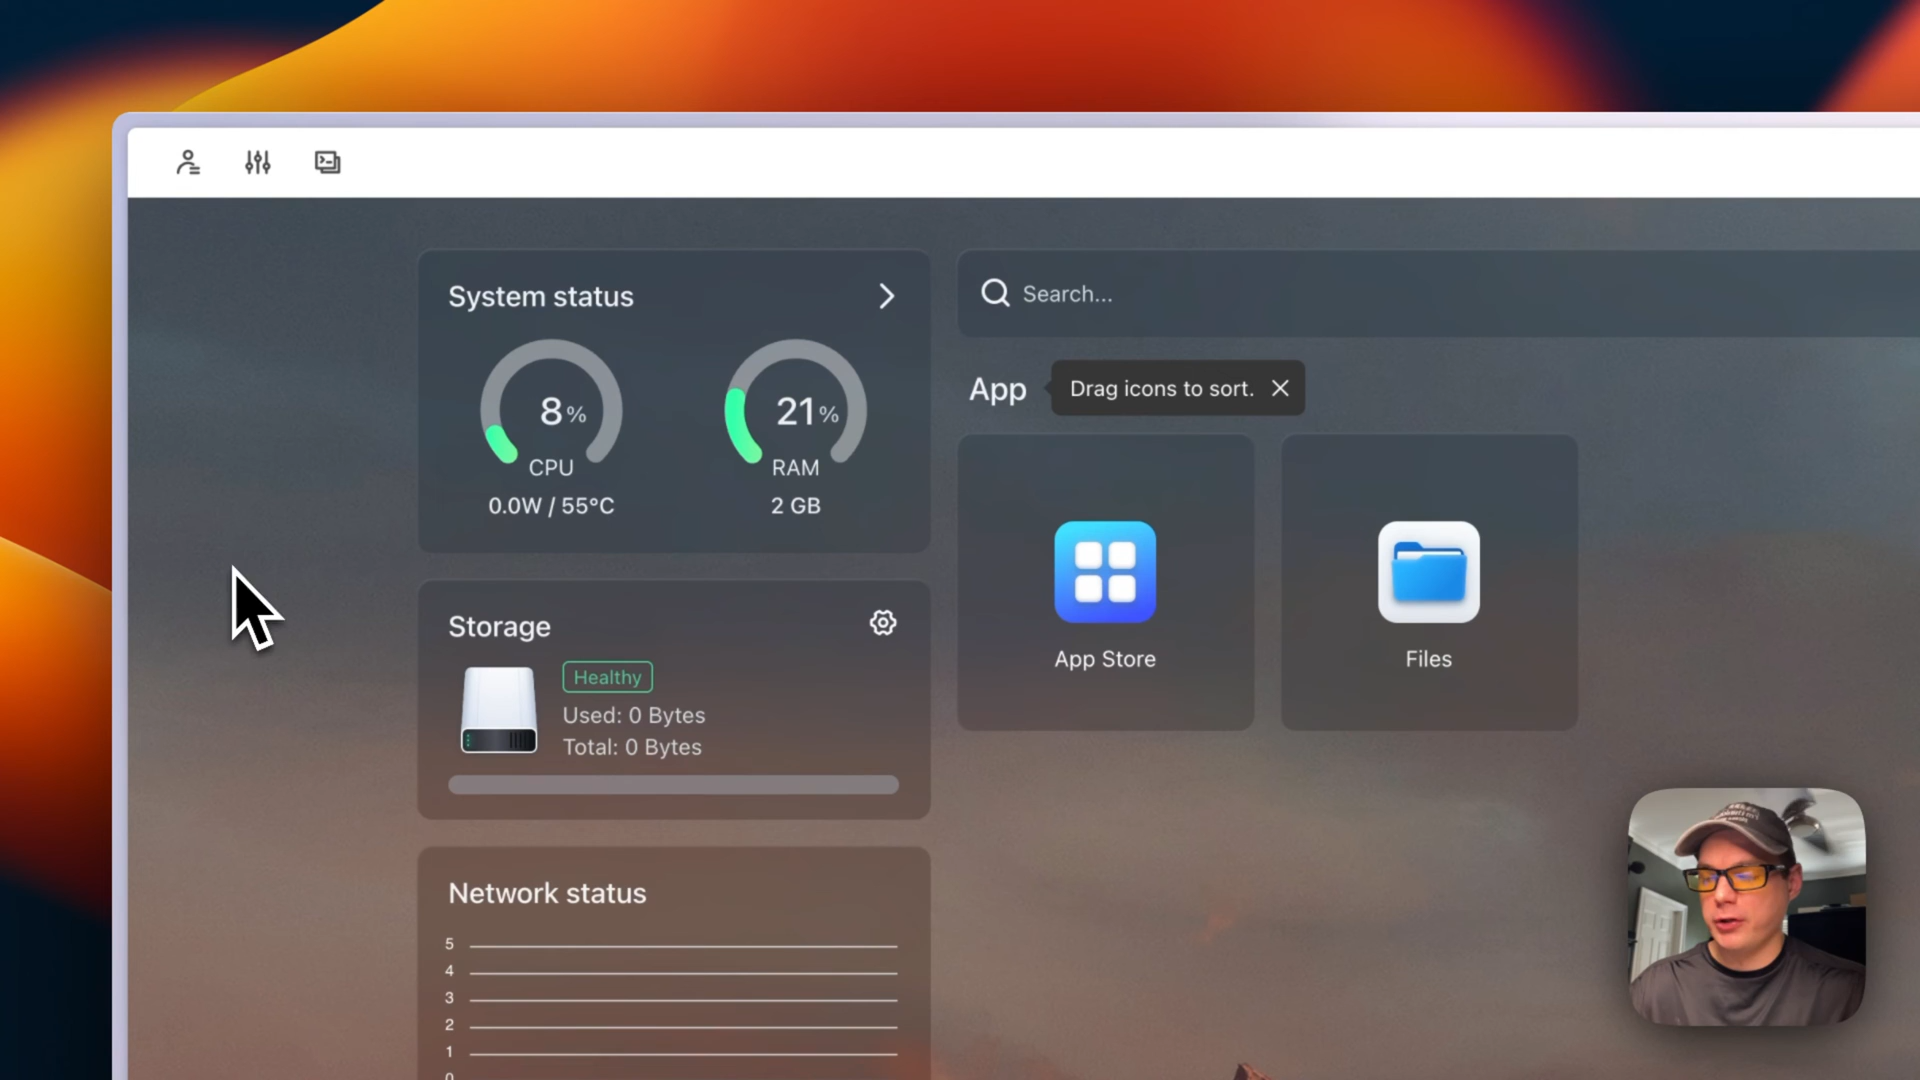 System status
8%
CPU
0.0W / 55°C
21%
RAM
2 GB
Search...
App
Drag icons to sort.
App Store
Files
Storage
Healthy
Used: 0 Bytes
Total: 0 Bytes
Network status
5
4
3
2
1
0